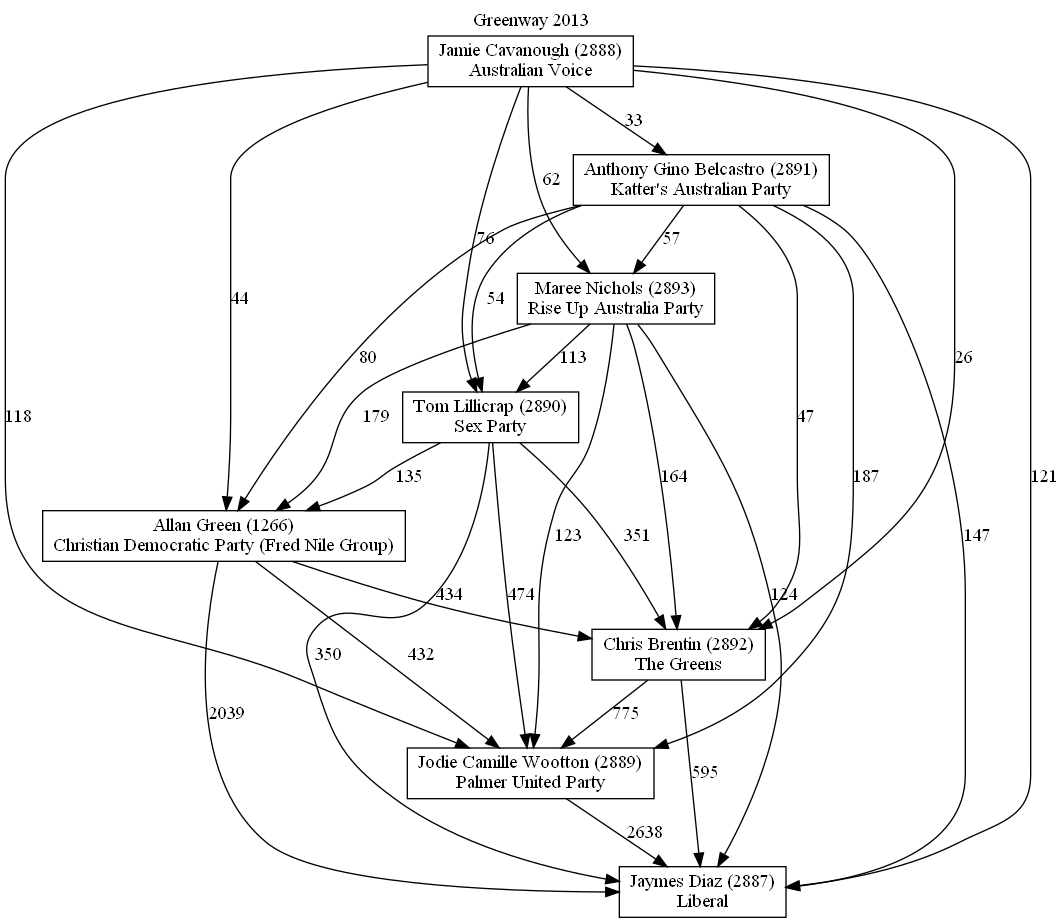 Greenway 2013
Jamie Cavanough (2888)
Australian Voice
33
Anthony Gino Belcastro (2891)
Katter's Australian Party
62
76
57
Maree Nichols (2893)
Rise Up Australia Party
44
54
80
113
26
Tom Lillicrap (2890)
Sex Party
118
179
47
135
164
187
121
Allan Green (1266)
Christian Democratic Party (Fred Nile Group)
123
351
147
434
474
124
Chris Brentin (2892)
The Greens
350
432
2039
775
Jodie Camille Wootton (2889)
Palmer United Party
595
2638
Jaymes Diaz (2887)
Liberal